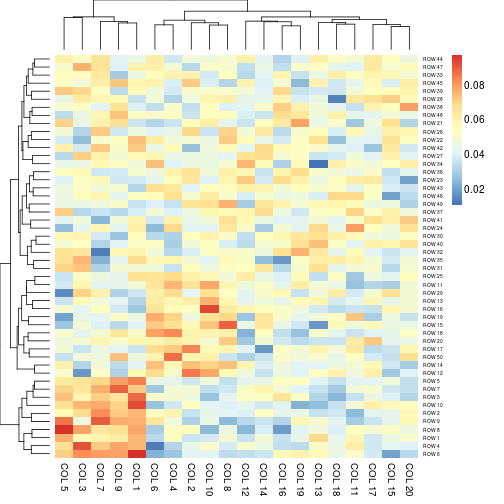 ROW 44
ROW 47
ROW 33
ROW 45
ROW 39
ROW 28
ROW 38
ROW 48
ROW 21
ROW 26
ROW 22
ROW 42
ROW 27
ROW 34
ROW 36
ROW 23
ROW 43
ROW 46
ROW 49
ROW 37
ROW 41
ROW 24
ROW 30
ROW 40
ROW 32
ROW 35
ROW 31
ROW 25
ROW 11
ROW 29
ROW 13
ROW 16
ROW 19
ROW 15
ROW 18
ROW 20
ROW 17
ROW 50
ROW 14
ROW 12
ROW 5
ROW 7
ROW 3
ROW 10
ROW 2
ROW 9
ROW 8
ROW 1
ROW 4
ROW 6
COL 5
COL 3
COL 7
COL 9
COL 1
COL 6
COL 4
COL 2
COL 10
COL 8
COL 12
COL 14
COL 16
COL 19
COL 13
COL 18
COL 11
COL 17
COL 15
COL 20
0.08
0.06
0.04
0.02